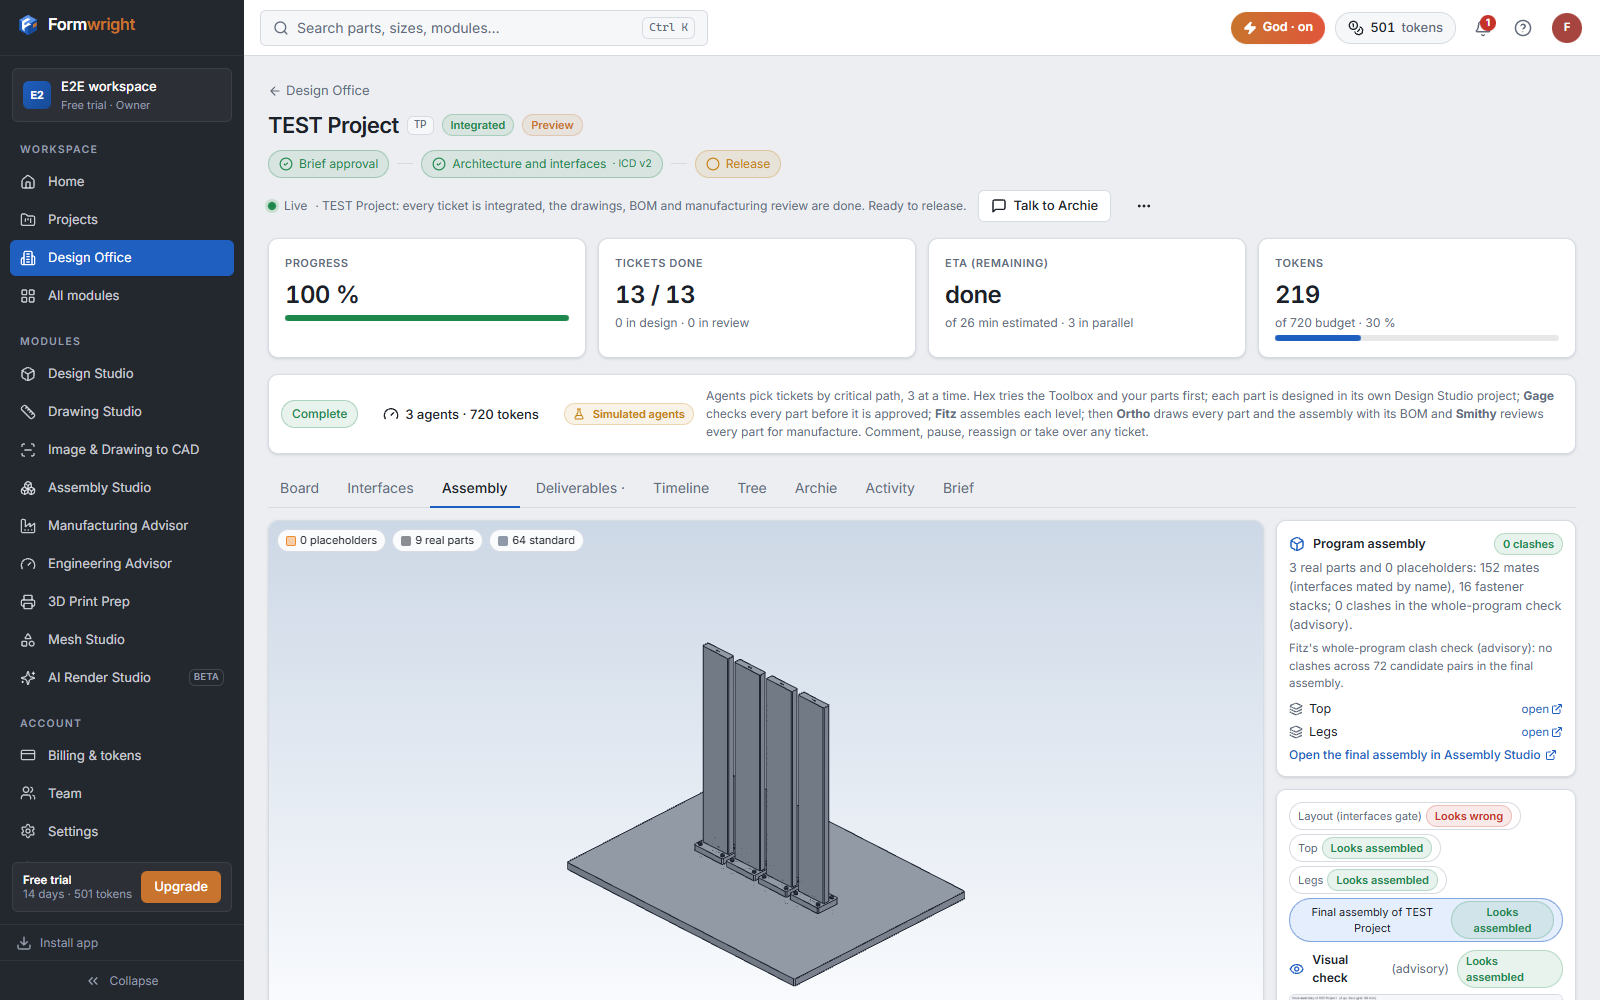 Formwright
Search parts, sizes, modules...
Ctrl K
God · on
501 tokens
1
F
E2
E2E workspace
Free trial · Owner
WORKSPACE
Home
Projects
Design Office
All modules
MODULES
Design Studio
Drawing Studio
Image & Drawing to CAD
Assembly Studio
Manufacturing Advisor
Engineering Advisor
3D Print Prep
Mesh Studio
AI Render Studio BETA
ACCOUNT
Billing & tokens
Team
Settings
Free trial
14 days · 501 tokens
Upgrade
Install app
Collapse
Design Office
TEST Project TP Integrated Preview
Brief approval Architecture and interfaces · ICD v2 Release
Live · TEST Project: every ticket is integrated, the drawings, BOM and manufacturing review are done. Ready to release. Talk to Archie
PROGRESS
100 %
TICKETS DONE
13 / 13
0 in design · 0 in review
ETA (REMAINING)
done
of 26 min estimated · 3 in parallel
TOKENS
219
of 720 budget · 30 %
Complete
3 agents · 720 tokens
Simulated agents
Agents pick tickets by critical path, 3 at a time. Hex tries the Toolbox and your parts first; each part is designed in its own Design Studio project; Gage
checks every part before it is approved; Fitz assembles each level; then Ortho draws every part and the assembly with its BOM and Smithy reviews
every part for manufacture. Comment, pause, reassign or take over any ticket.
Board Interfaces Assembly Deliverables · Timeline Tree Archie Activity Brief
0 placeholders 9 real parts 64 standard
Program assembly 0 clashes
3 real parts and 0 placeholders: 152 mates
(interfaces mated by name), 16 fastener
stacks; 0 clashes in the whole-program check
(advisory).
Fitz's whole-program clash check (advisory): no
clashes across 72 candidate pairs in the final
assembly.
Top open
Legs open
Open the final assembly in Assembly Studio
Layout (interfaces gate) Looks wrong
Top Looks assembled
Legs Looks assembled
Final assembly of TEST
Project
Looks
assembled
Visual
check
(advisory)
Looks
assembled